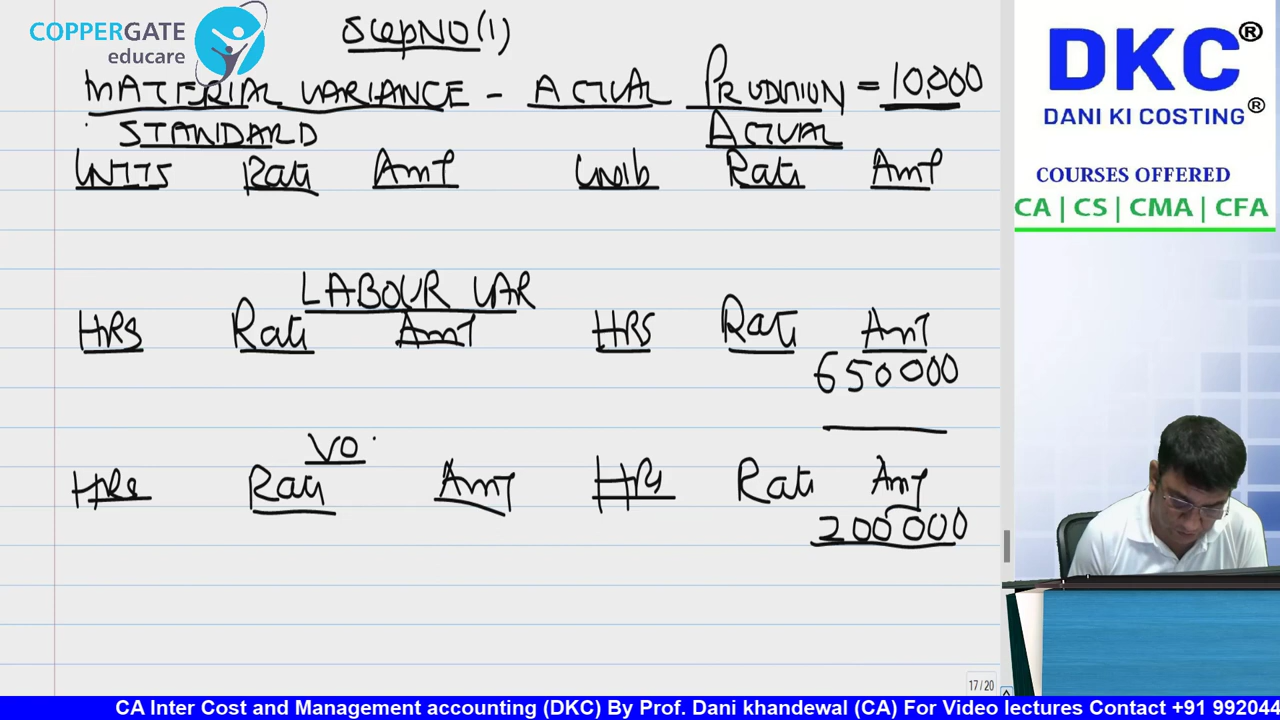 COPPERGATE
educare
StepNO (1)
MATERIAL VARIANCE - ACTUAL PRUDUTION = 10,000
STANDARD ACTUAL
UNITS Rate AMT Units Rate AMT
LABOUR VAR
HRS Rate AMT HRS Rate AMT
650000
VO
HRs Rate AMT HRs Rate AMT
200000
17/20
DKC®
DANI KI COSTING®
COURSES OFFERED
CA | CS | CMA | CFA
CA Inter Cost and Management accounting (DKC) By Prof. Dani khandewal (CA) For Video lectures Contact +91 992044